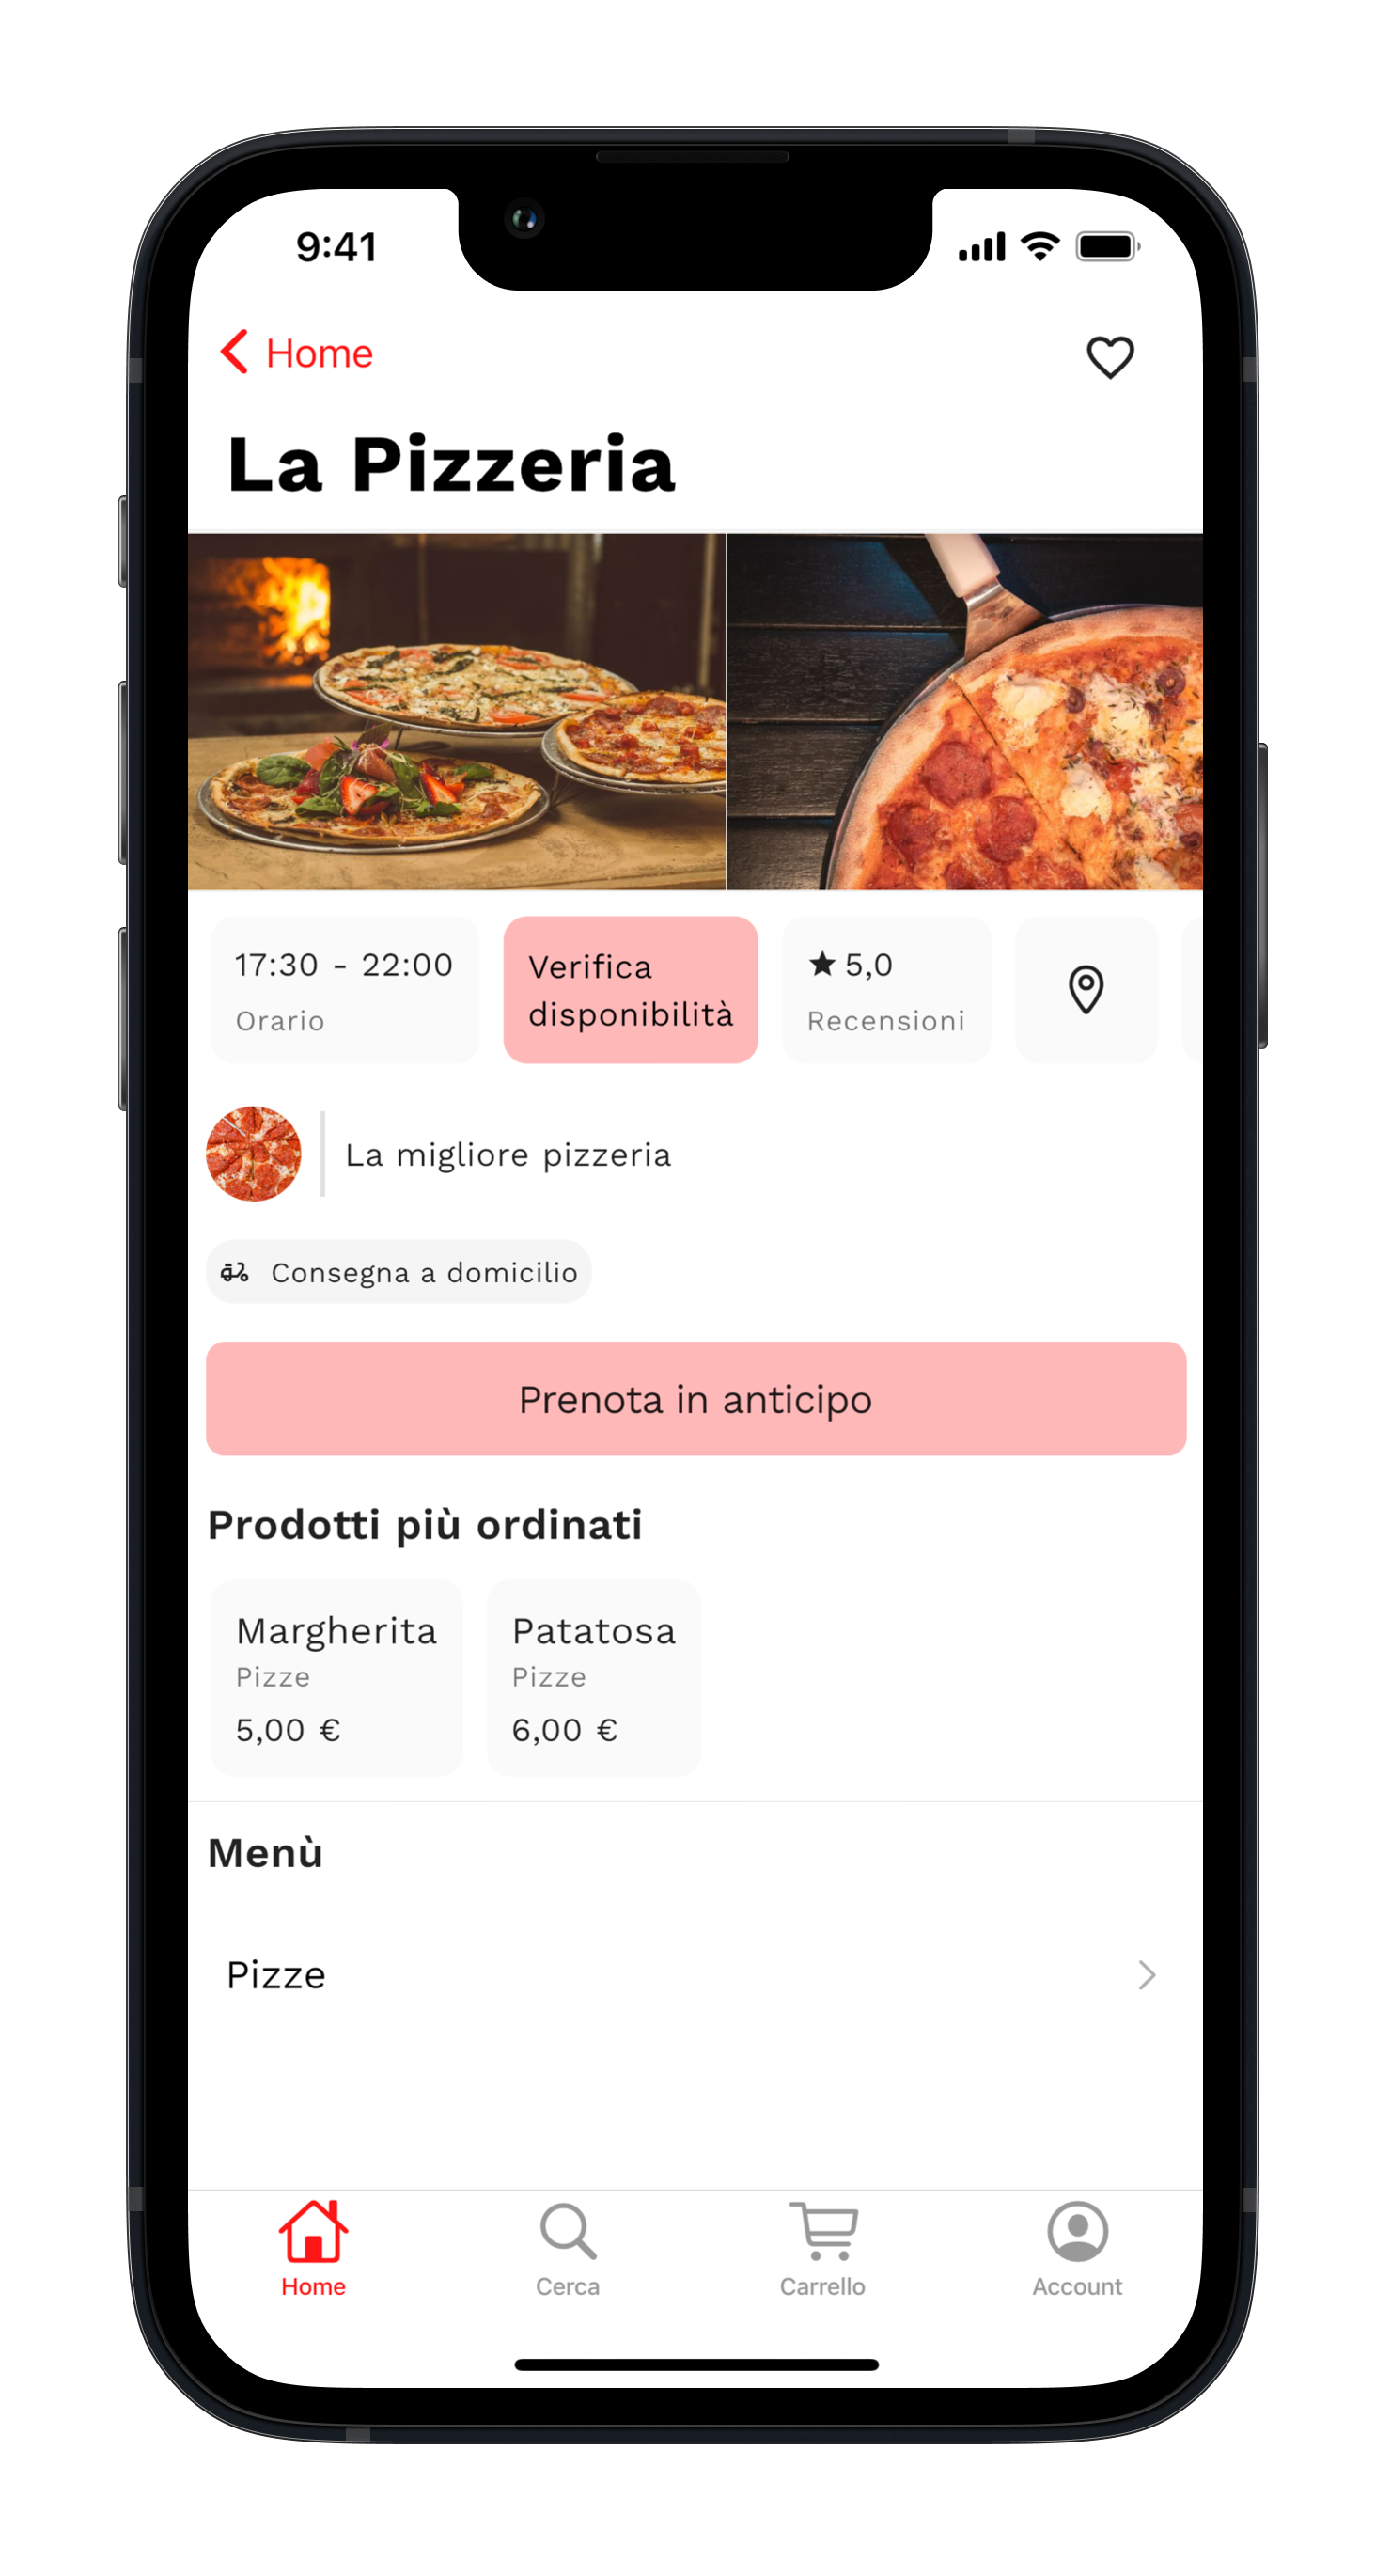 9:41
Home
La Pizzeria
17:30 - 22:00
Orario
Verifica
disponibilità
5,0
Recensioni
La migliore pizzeria
Consegna a domicilio
Prenota in anticipo
Prodotti più ordinati
Margherita
Pizze
5,00 €
Patatosa
Pizze
6,00 €
Menù
Pizze
Home
Cerca
Carrello
Account